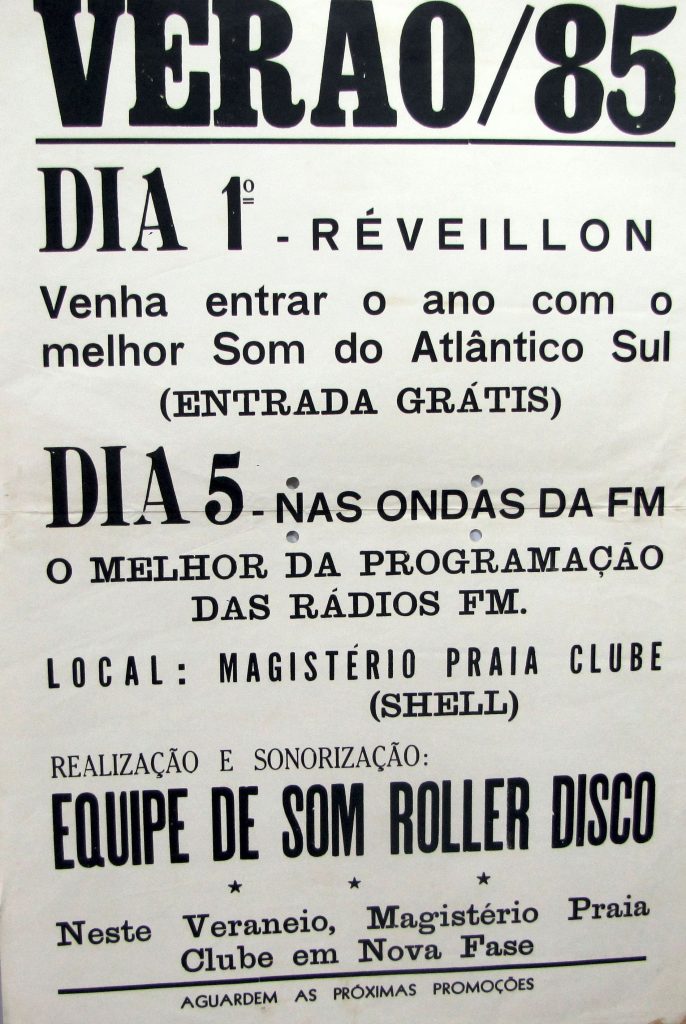 VERÃO/85
DIA 1º - RÉVEILLON
Venha entrar o ano com o
melhor Som do Atlântico Sul
(ENTRADA GRÁTIS)
DIA 5 - NAS ONDAS DA FM
O MELHOR DA PROGRAMAÇÃO
DAS RÁDIOS FM.
LOCAL: MAGISTÉRIO PRAIA CLUBE
(SHELL)
REALIZAÇÃO E SONORIZAÇÃO:
EQUIPE DE SOM ROLLER DISCO
Neste Veraneio, Magistério Praia
Clube em Nova Fase
AGUARDEM AS PRÓXIMAS PROMOÇÕES